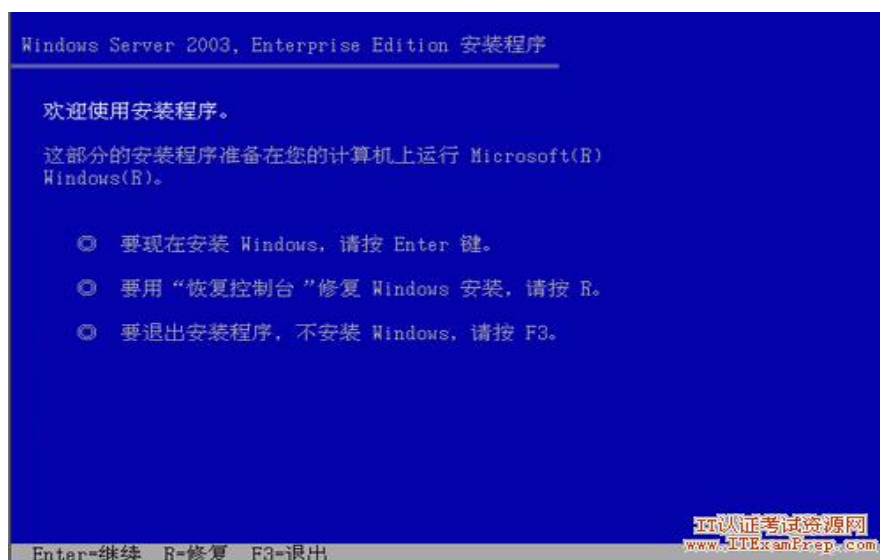 Windows Server 2003, Enterprise Edition 安装程序
欢迎使用安装程序。
这部分的安装程序准备在您的计算机上运行 Microsoft(R)
Windows(R)。
◎ 要现在安装 Windows，请按 Enter 键。
◎ 要用“恢复控制台”修复 Windows 安装，请按 R。
◎ 要退出安装程序，不安装 Windows，请按 F3。
IT认证考试资源网
www.ITExamPrep.com
Enter=继续 R=修复 F3=退出